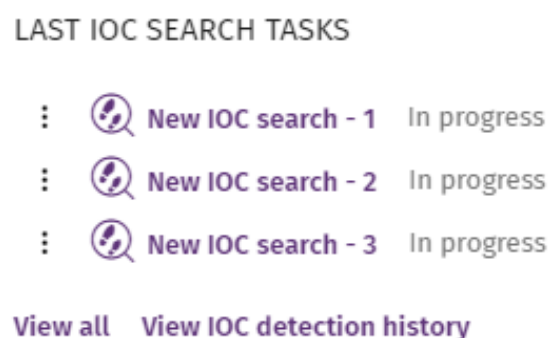 LAST IOC SEARCH TASKS
New IOC search - 1 In progress
New IOC search - 2 In progress
New IOC search - 3 In progress
View all View IOC detection history